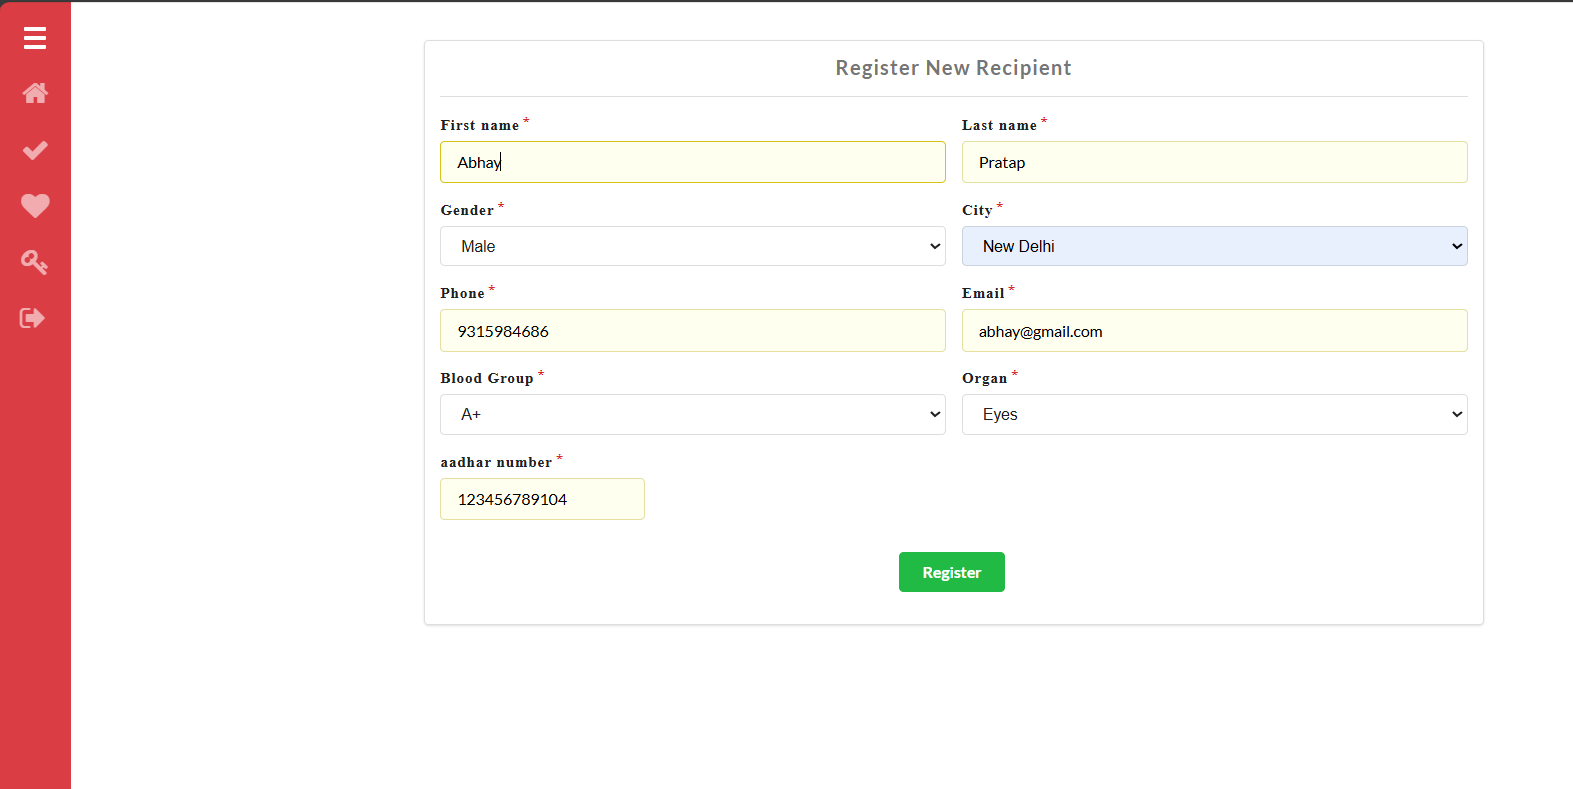 Register New Recipient
First name *
Last name *
Abhay
Pratap
Gender *
City *
Male
New Delhi
Phone *
Email *
9315984686
abhay@gmail.com
Blood Group *
Organ *
A+
Eyes
aadhar number *
123456789104
Register